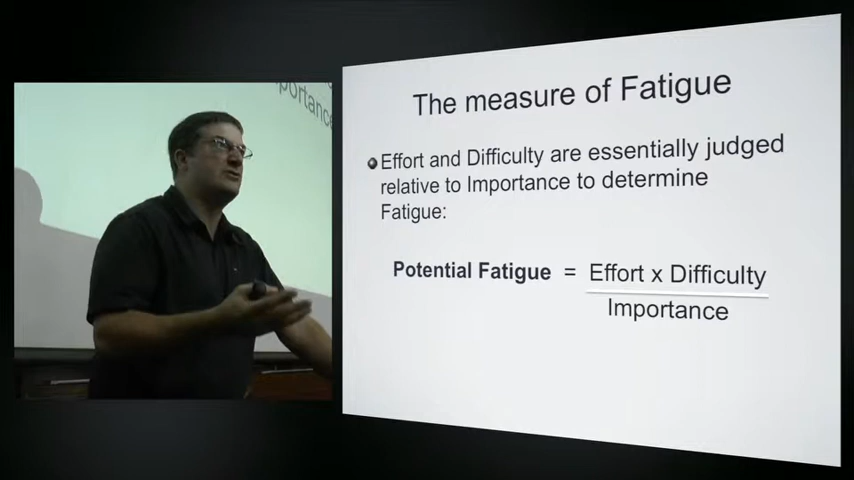 portance
The measure of Fatigue
Effort and Difficulty are essentially judged
relative to Importance to determine
Fatigue:
Potential Fatigue = Effort x Difficulty
Importance